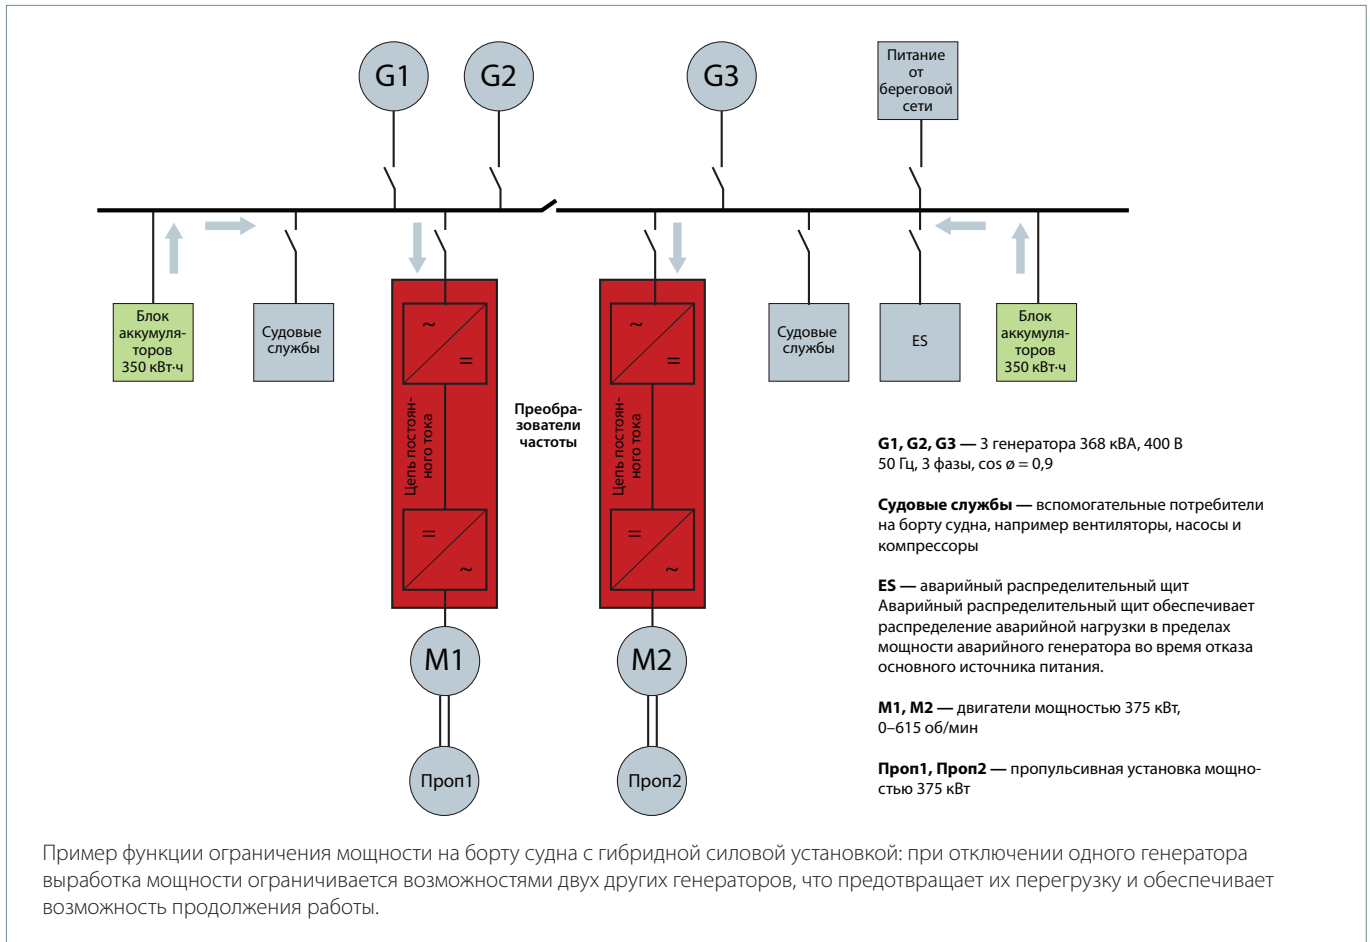 G1
G2
G3
Питание
от
береговой
сети
Блок
аккумуля-
торов
350 кВт·ч
Судовые
службы
~
=
~
=
Судовые
службы
ES
Блок
аккумуля-
торов
350 кВт·ч
Цепь постоян-
ного тока
Преобра-
зователи
частоты
Цепь постоян-
ного тока
=
~
=
~
M1
M2
Проп1
Проп2
G1, G2, G3 — 3 генератора 368 кВА, 400 В
50 Гц, 3 фазы, cos ø = 0,9
Судовые службы — вспомогательные потребители
на борту судна, например вентиляторы, насосы и
компрессоры
ES — аварийный распределительный щит
Аварийный распределительный щит обеспечивает
распределение аварийной нагрузки в пределах
мощности аварийного генератора во время отказа
основного источника питания.
M1, M2 — двигатели мощностью 375 кВт,
0–615 об/мин
Проп1, Проп2 — пропульсивная установка мощно-
стью 375 кВт
Пример функции ограничения мощности на борту судна с гибридной силовой установкой: при отключении одного генератора
выработка мощности ограничивается возможностями двух других генераторов, что предотвращает их перегрузку и обеспечивает
возможность продолжения работы.